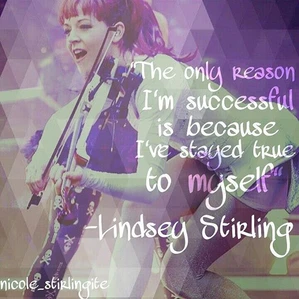 "The only reason
I'm successful
is because
I've stayed true
to myself"
-Lindsey Stirling
nicole_stirlingite